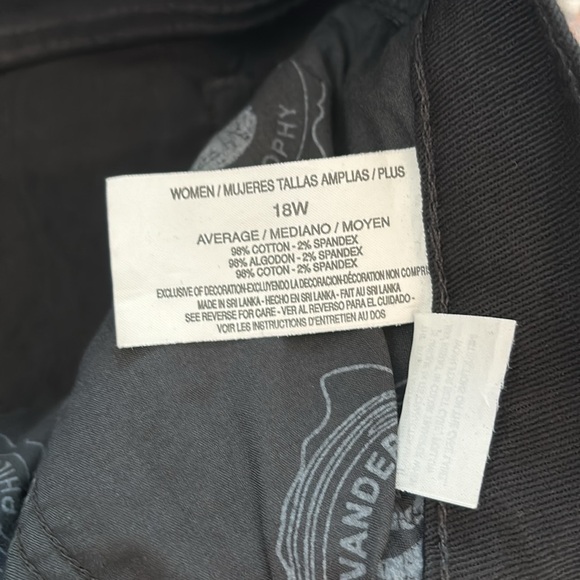 OPHY
WOMEN / MUJERES TALLAS AMPLIAS / PLUS
18W
AVERAGE / MEDIANO / MOYEN
98% COTTON - 2% SPANDEX
98% ALGODON - 2% SPANDEX
98% COTON - 2% SPANDEX
EXCLUSIVE OF DECORATION-EXCLUYENDO LA DECORACION-DÉCORATION NON COMPRIS
MADE IN SRI LANKA - HECHO EN SRI LANKA - FAIT AU SRI LANKA
SEE REVERSE FOR CARE - VER AL REVERSO PARA EL CUIDADO -
VOIR LES INSTRUCTIONS D'ENTRETIEN AU DOS
VANDER
PHI